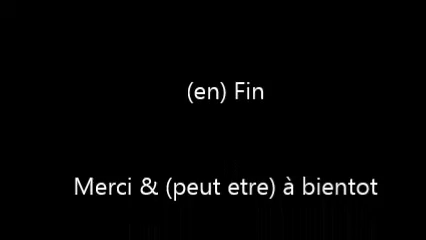 (en) Fin
Merci & (peut etre) à bientot